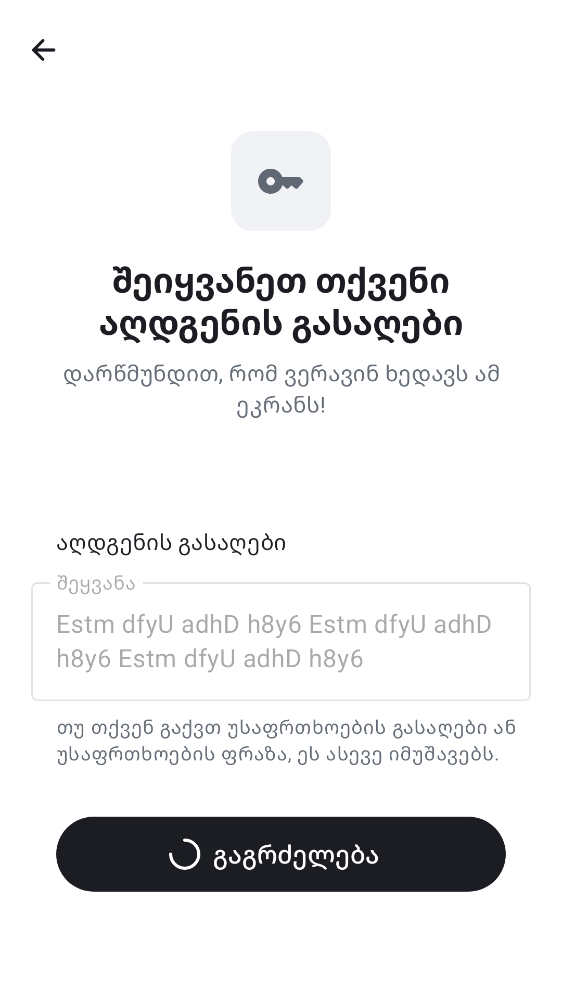 შეიყვანეთ თქვენი
აღდგენის გასაღები
დარწმუნდით, რომ ვერავინ ხედავს ამ
ეკრანს!
აღდგენის გასაღები
შეყვანა
Estm dfyU adhD h8y6 Estm dfyU adhD
h8y6 Estm dfyU adhD h8y6
თუ თქვენ გაქვთ უსაფრთხოების გასაღები ან
უსაფრთხოების ფრაზა, ეს ასევე იმუშავებს.
გაგრძელება